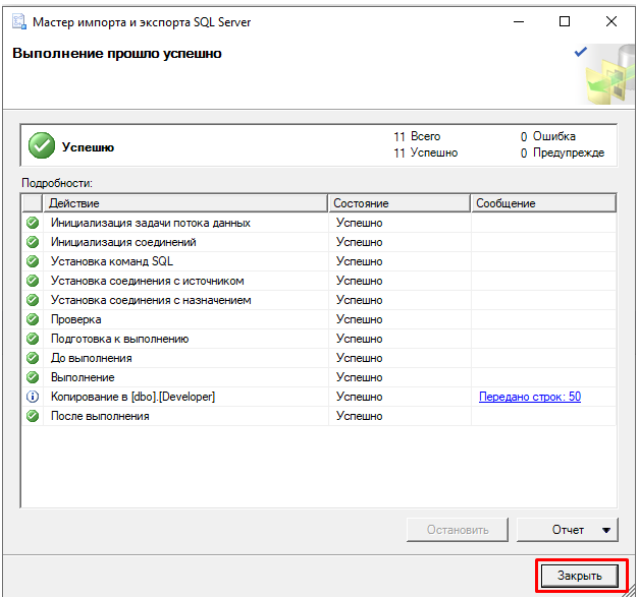 Мастер импорта и экспорта SQL Server
Выполнение прошло успешно
Успешно
11 Всего 0 Ошибка
11 Успешно 0 Предупрежде
Подробности:
Действие Состояние Сообщение
Инициализация задачи потока данных Успешно
Инициализация соединений Успешно
Установка команд SQL Успешно
Установка соединения с источником Успешно
Установка соединения с назначением Успешно
Проверка Успешно
Подготовка к выполнению Успешно
До выполнения Успешно
Выполнение Успешно
Копирование в [dbo].[Developer] Успешно Передано строк: 50
После выполнения Успешно
Остановить Отчет
Закрыть